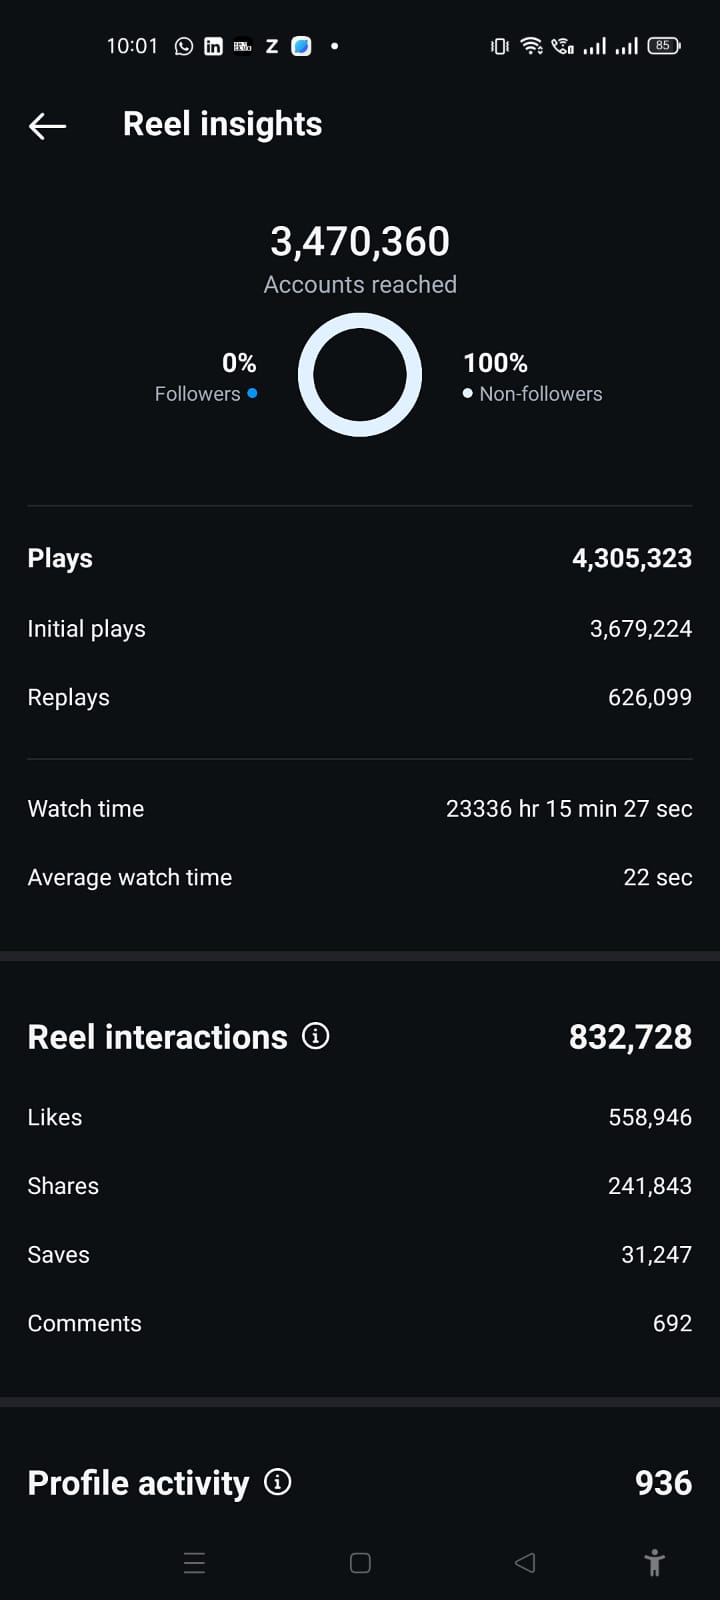 10:01 in Z 85
Reel insights
3,470,360
Accounts reached
0% 100%
Followers Non-followers
Plays 4,305,323
Initial plays 3,679,224
Replays 626,099
Watch time 23336 hr 15 min 27 sec
Average watch time 22 sec
Reel interactions 832,728
Likes 558,946
Shares 241,843
Saves 31,247
Comments 692
Profile activity 936